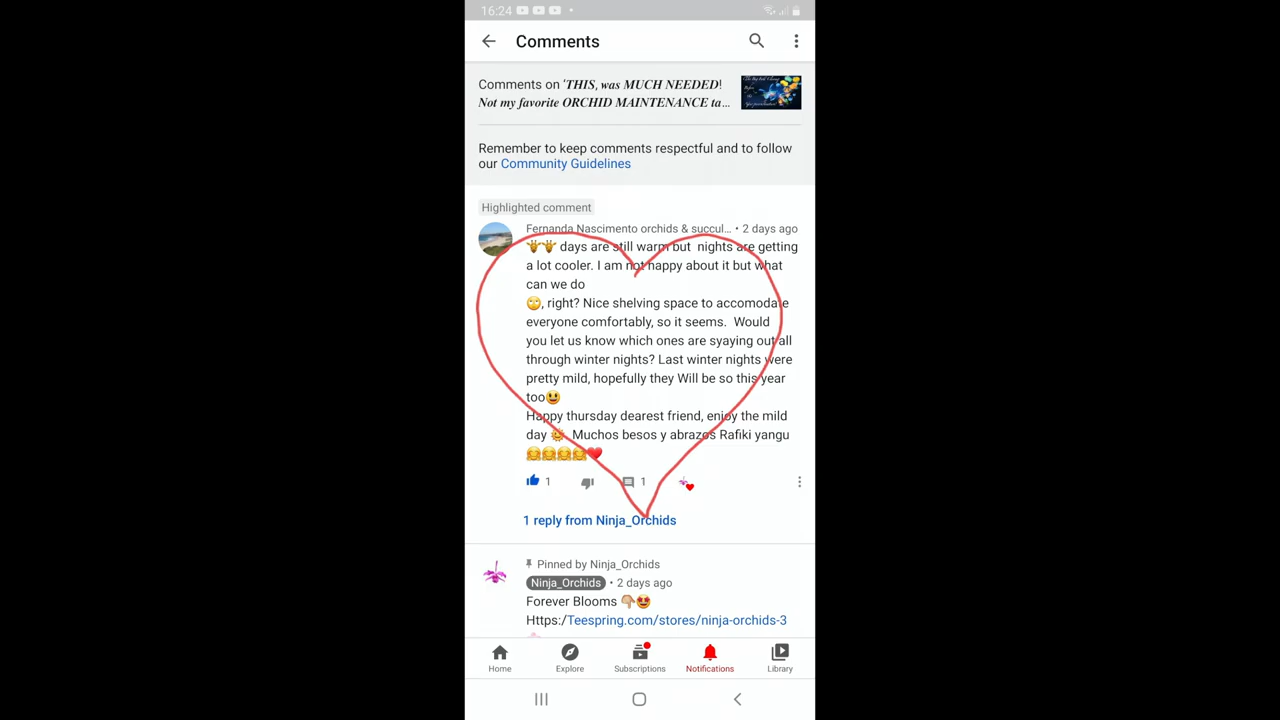 16:24
Comments
Comments on 'THIS, was MUCH NEEDED!
Not my favorite ORCHID MAINTENANCE ta...
Remember to keep comments respectful and to follow
our Community Guidelines
Highlighted comment
Fernanda Nascimento orchids & succul... • 2 days ago
days are still warm but nights are getting
a lot cooler. I am not happy about it but what
can we do
🙄, right? Nice shelving space to accomodate
everyone comfortably, so it seems. Would
you let us know which ones are syaying out all
through winter nights? Last winter nights were
pretty mild, hopefully they Will be so this year
too😃
Happy thursday dearest friend, enjoy the mild
day 🌞 Muchos besos y abrazos Rafiki yangu
🤗🤗🤗🤗❤️
1 1
1 reply from Ninja_Orchids
Pinned by Ninja_Orchids
Ninja_Orchids • 2 days ago
Forever Blooms 👇🏼😍
Https:/Teespring.com/stores/ninja-orchids-3
Home Explore Subscriptions Notifications Library